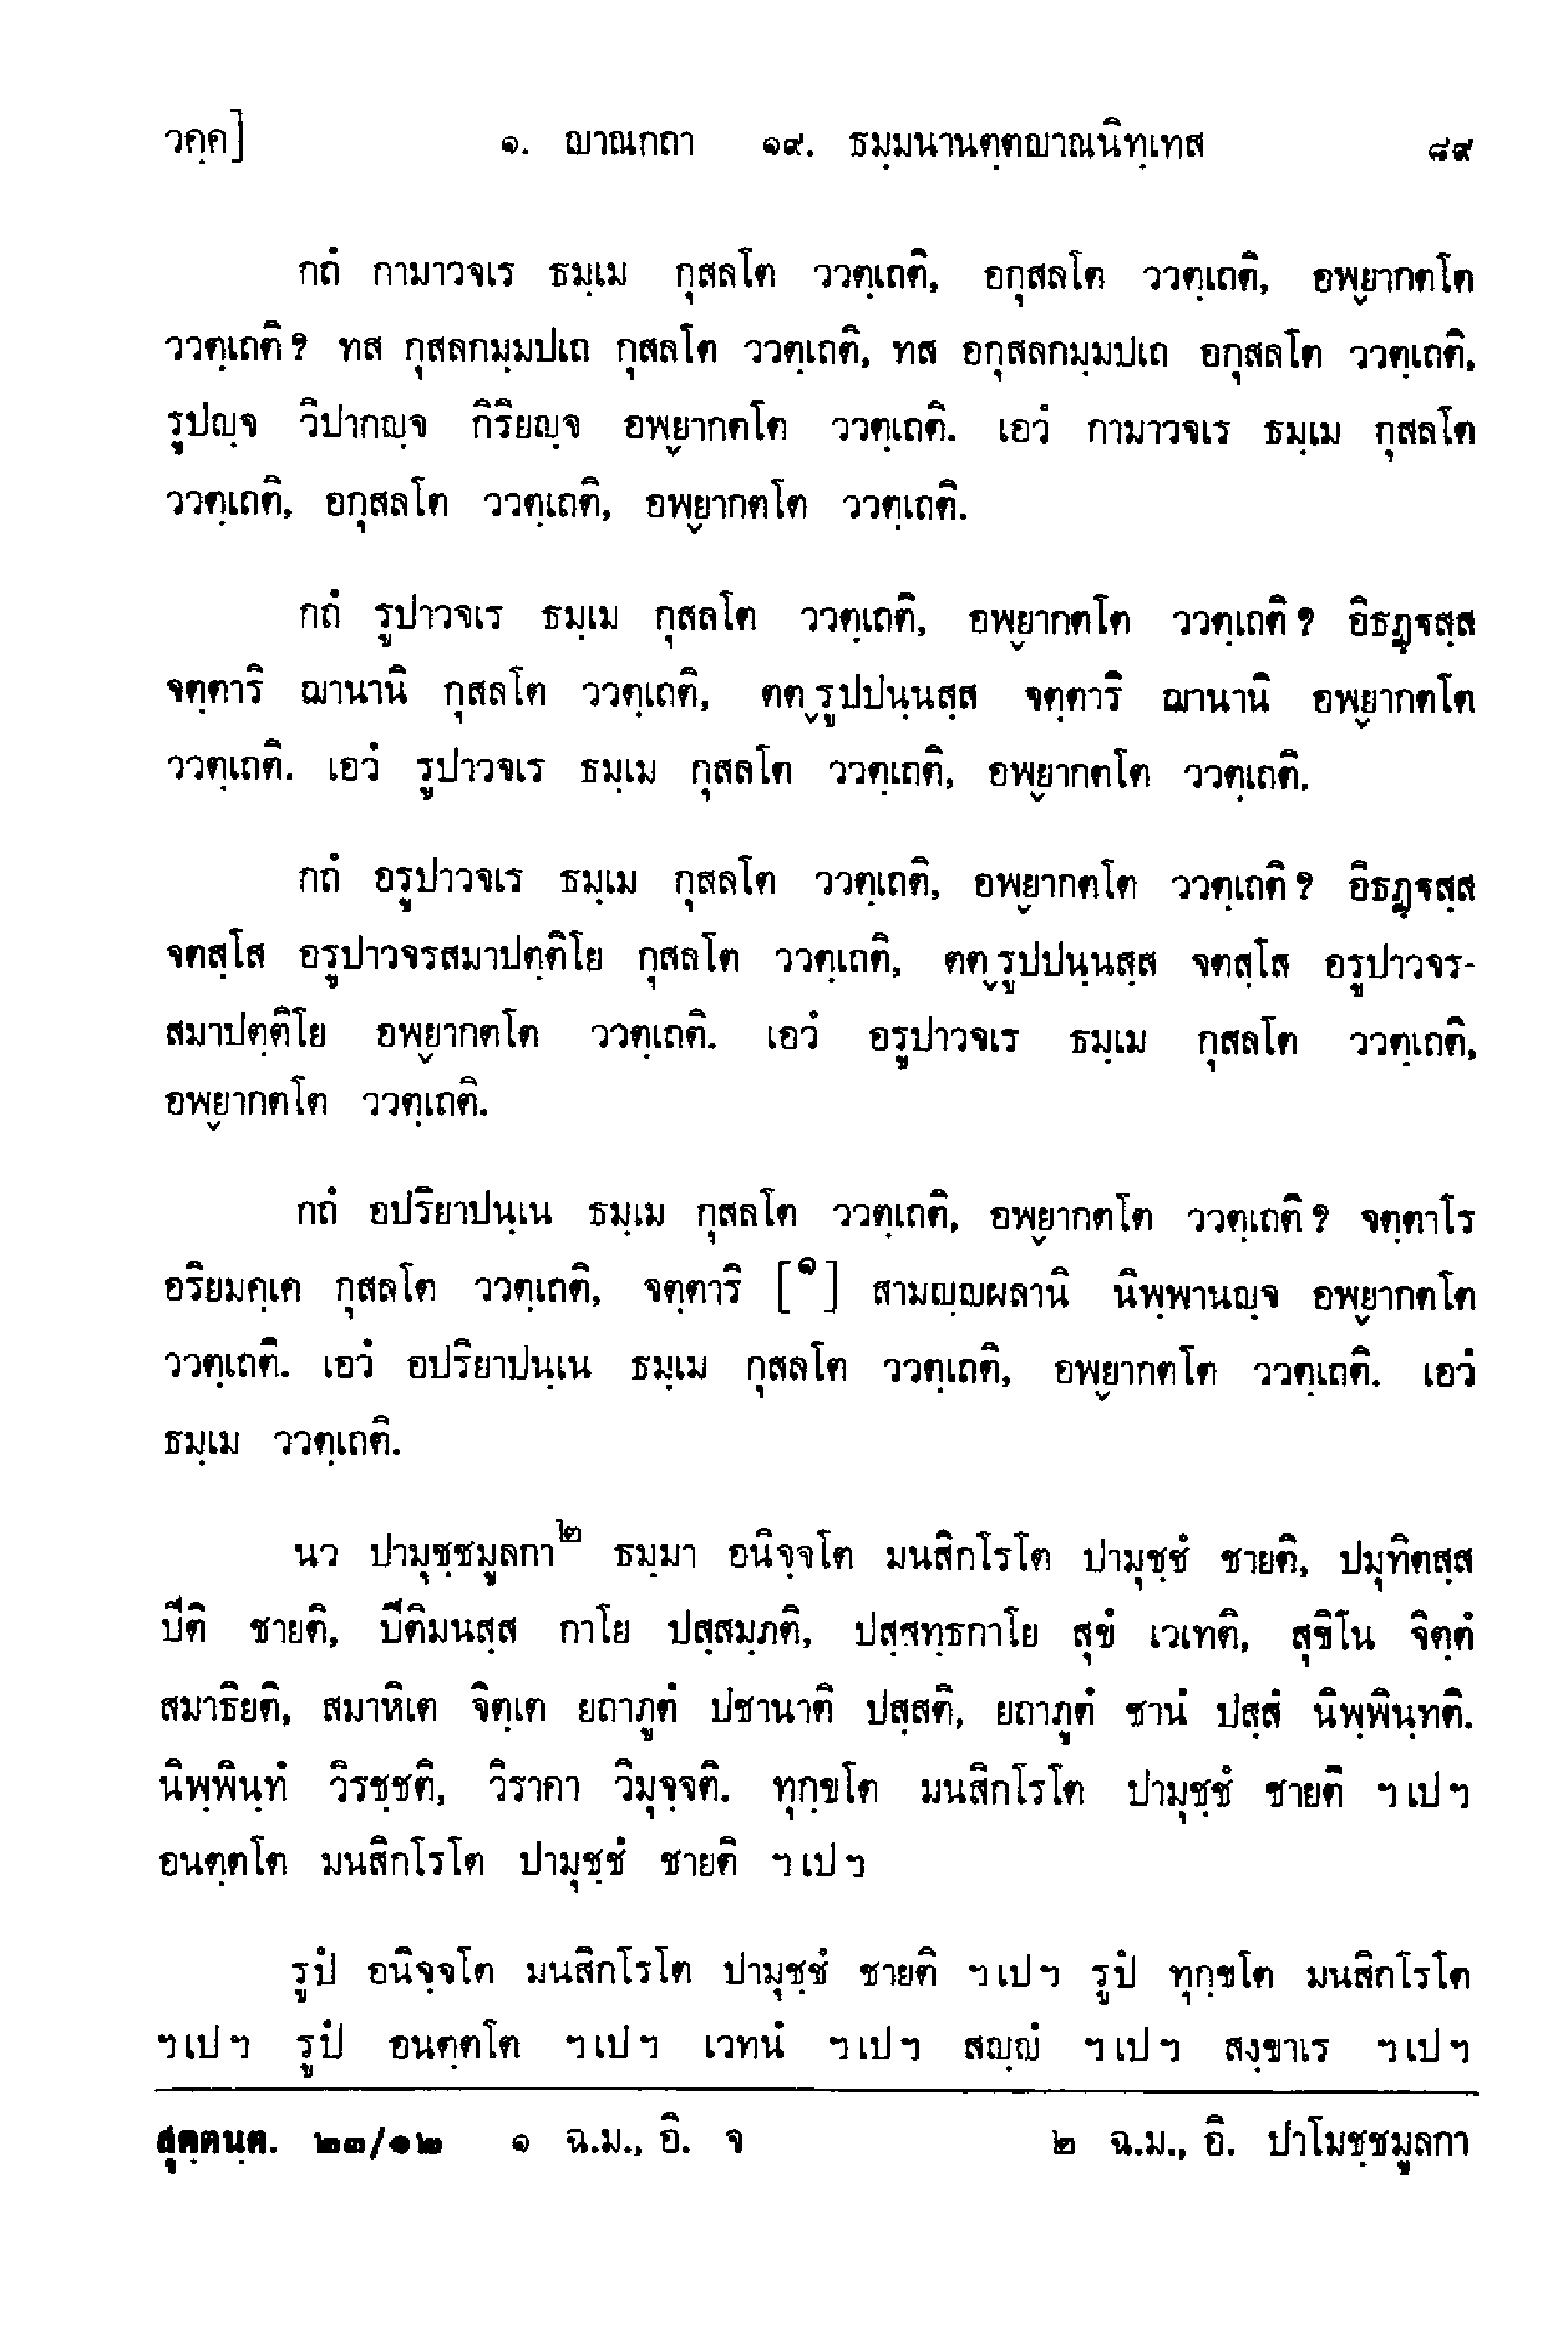 วคฺค] ๑. ญาณกถา ๑๙. ธมฺมนานตฺตญาณนิทฺเทส ๘๙
กถํ กามาวจเร ธมฺเม กุสลโต ววตฺเถติ, อกุสลโต ววตฺเถติ, อพฺยากตโต
ววตฺเถติ? ทส กุสลกมฺมปเถ กุสลโต ววตฺเถติ, ทส อกุสลกมฺมปเถ อกุสลโต ววตฺเถติ,
รูปญฺจ วิปากญฺจ กิริยญฺจ อพฺยากตโต ววตฺเถติ. เอวํ กามาวจเร ธมฺเม กุสลโต
ววตฺเถติ, อกุสลโต ววตฺเถติ, อพฺยากตโต ววตฺเถติ.
กถํ รูปาวจเร ธมฺเม กุสลโต ววตฺเถติ, อพฺยากตโต ววตฺเถติ? อิธฏฺฐสฺส
จตฺตาริ ฌานานิ กุสลโต ววตฺเถติ, ตตฺรูปปนฺนสฺส จตฺตาริ ฌานานิ อพฺยากตโต
ววตฺเถติ. เอวํ รูปาวจเร ธมฺเม กุสลโต ววตฺเถติ, อพฺยากตโต ววตฺเถติ.
กถํ อรูปาวจเร ธมฺเม กุสลโต ววตฺเถติ, อพฺยากตโต ววตฺเถติ? อิธฏฺฐสฺส
จตสฺโส อรูปาวจรสมาปตฺติโย กุสลโต ววตฺเถติ, ตตฺรูปปนฺนสฺส จตสฺโส อรูปาวจร-
สมาปตฺติโย อพฺยากตโต ววตฺเถติ. เอวํ อรูปาวจเร ธมฺเม กุสลโต ววตฺเถติ,
อพฺยากตโต ววตฺเถติ.
กถํ อปริยาปนฺเน ธมฺเม กุสลโต ววตฺเถติ, อพฺยากตโต ววตฺเถติ? จตฺตาโร
อริยมคฺเค กุสลโต ววตฺเถติ, จตฺตาริ [๑] สามญฺญผลานิ นิพฺพานญฺจ อพฺยากตโต
ววตฺเถติ. เอวํ อปริยาปนฺเน ธมฺเม กุสลโต ววตฺเถติ, อพฺยากตโต ววตฺเถติ. เอวํ
ธมฺเม ววตฺเถติ.
นว ปามุชฺชมูลกา๒ ธมฺมา อนิจฺจโต มนสิกโรโต ปามุชฺชํ ชายติ, ปมุทิตสฺส
ปีติ ชายติ, ปีติมนสฺส กาโย ปสฺสมฺภติ, ปสฺสทฺธกาโย สุขํ เวเทติ, สุขิโน จิตฺตํ
สมาธิยติ, สมาหิเต จิตฺเต ยถาภูตํ ปชานาติ ปสฺสติ, ยถาภูตํ ชานํ ปสฺสํ นิพฺพินฺทติ.
นิพฺพินฺทํ วิรชฺชติ, วิราคา วิมุจฺจติ. ทุกฺขโต มนสิกโรโต ปามุชฺชํ ชายติ ฯเปฯ
อนตฺตโต มนสิกโรโต ปามุชฺชํ ชายติ ฯเปฯ
รูปํ อนิจฺจโต มนสิกโรโต ปามุชฺชํ ชายติ ฯเปฯ รูปํ ทุกฺขโต มนสิกโรโต
ฯเปฯ รูปํ อนตฺตโต ฯเปฯ เวทนํ ฯเปฯ สญฺญํ ฯเปฯ สงฺขาเร ฯเปฯ
สุตฺตนฺต. ๒๓/๑๒ ๑ ฉ.ม., อิ. จ ๒ ฉ.ม., อิ. ปาโมชฺชมูลกา